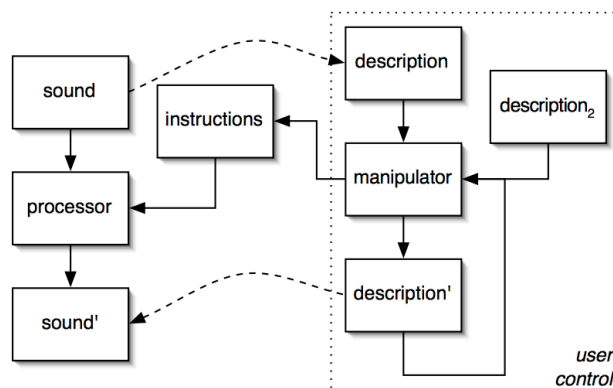 sound
processor
sound'
instructions
description
manipulator
description'
description₂
user
control